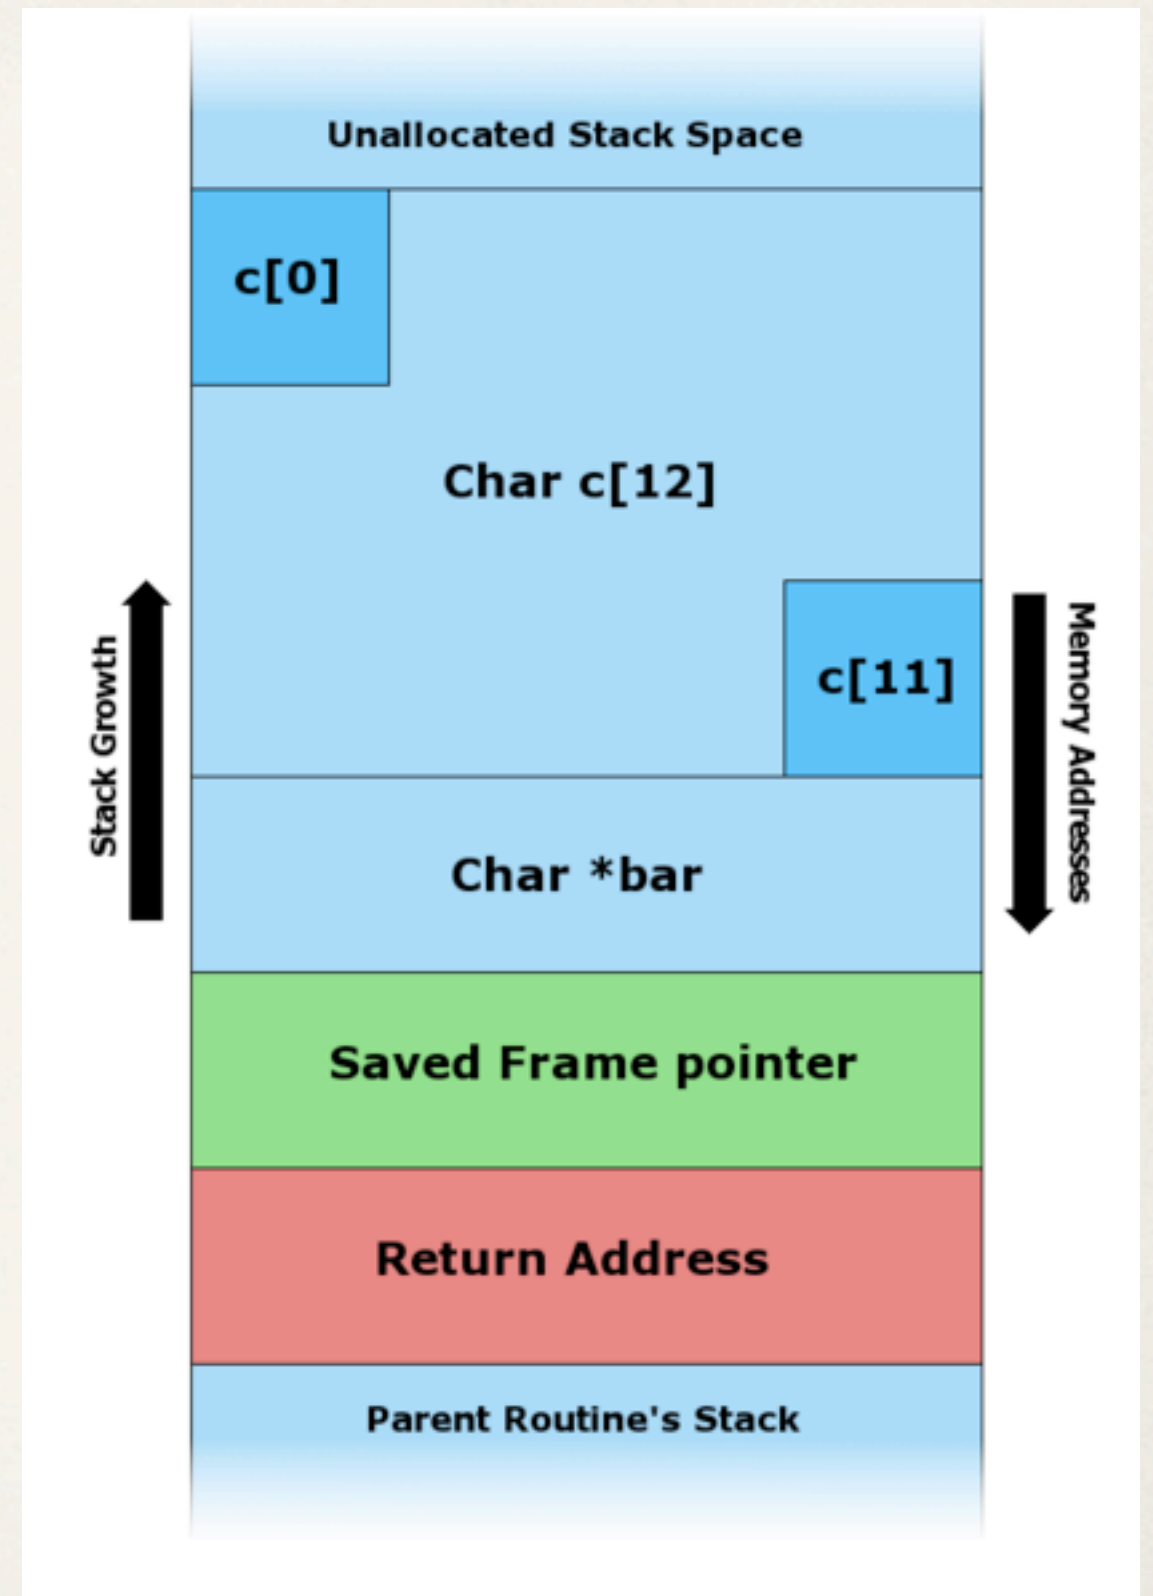 Unallocated Stack Space
c[0]
Char c[12]
c[11]
Stack Growth
Memory Addresses
Char *bar
Saved Frame pointer
Return Address
Parent Routine's Stack